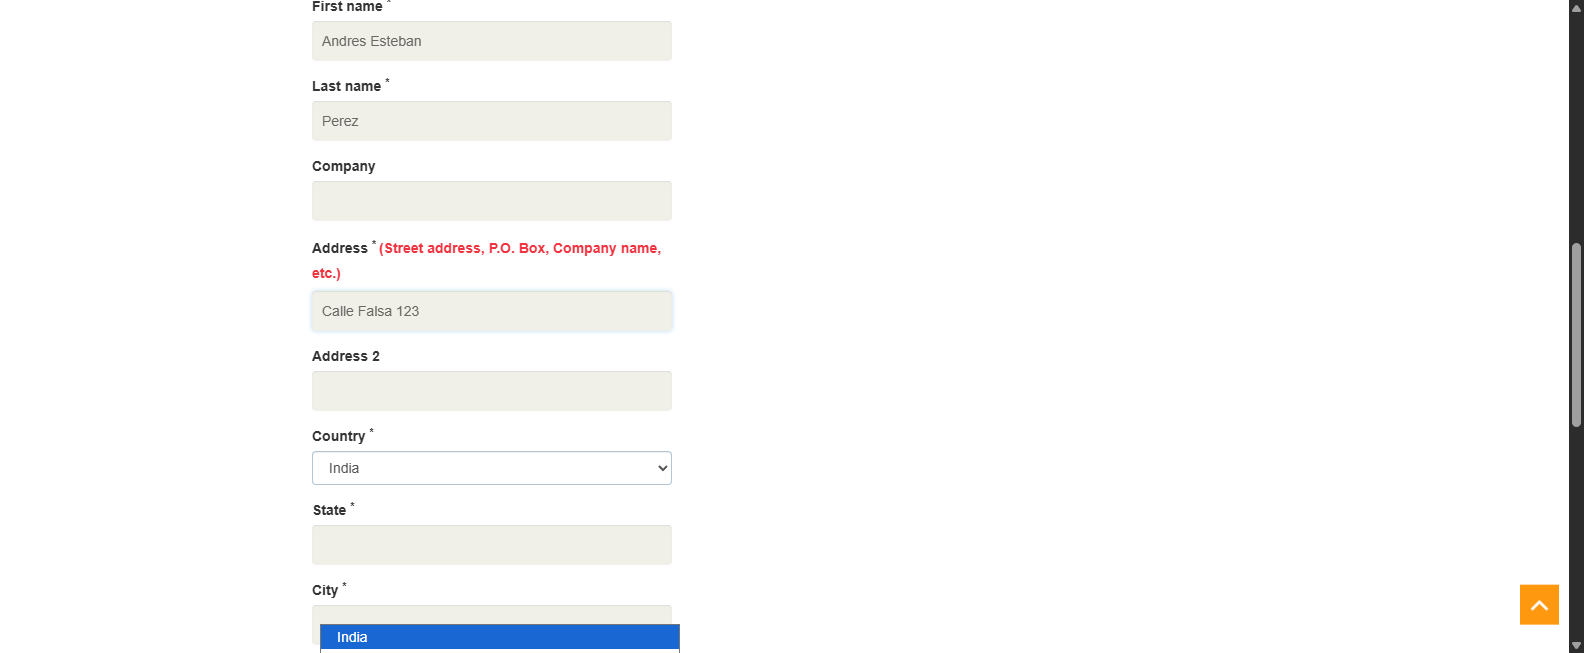 First name *
Andres Esteban
Last name *
Perez
Company
Address * (Street address, P.O. Box, Company name,
etc.)
Calle Falsa 123
Address 2
Country *
India
State *
City *
India